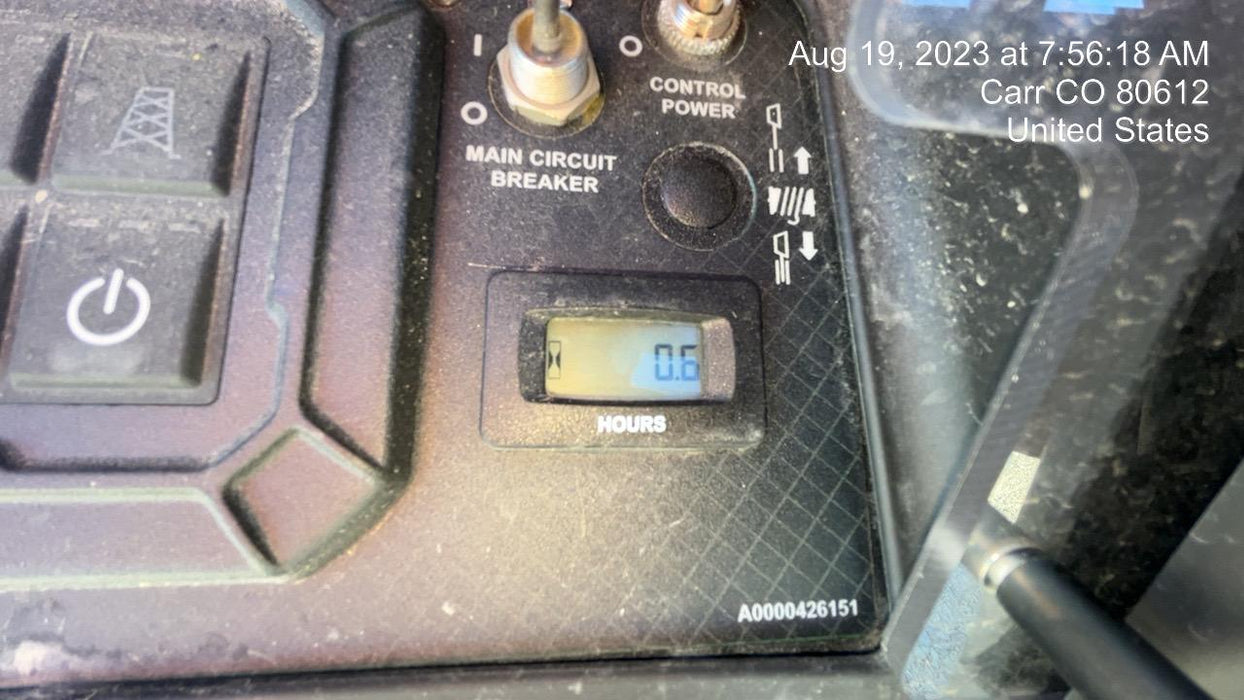 Aug 19, 2023 at 7:56:18 AM
Carr CO 80612
United States
I
O
O
CONTROL
POWER
MAIN CIRCUIT
BREAKER
0.6
HOURS
A0000426151